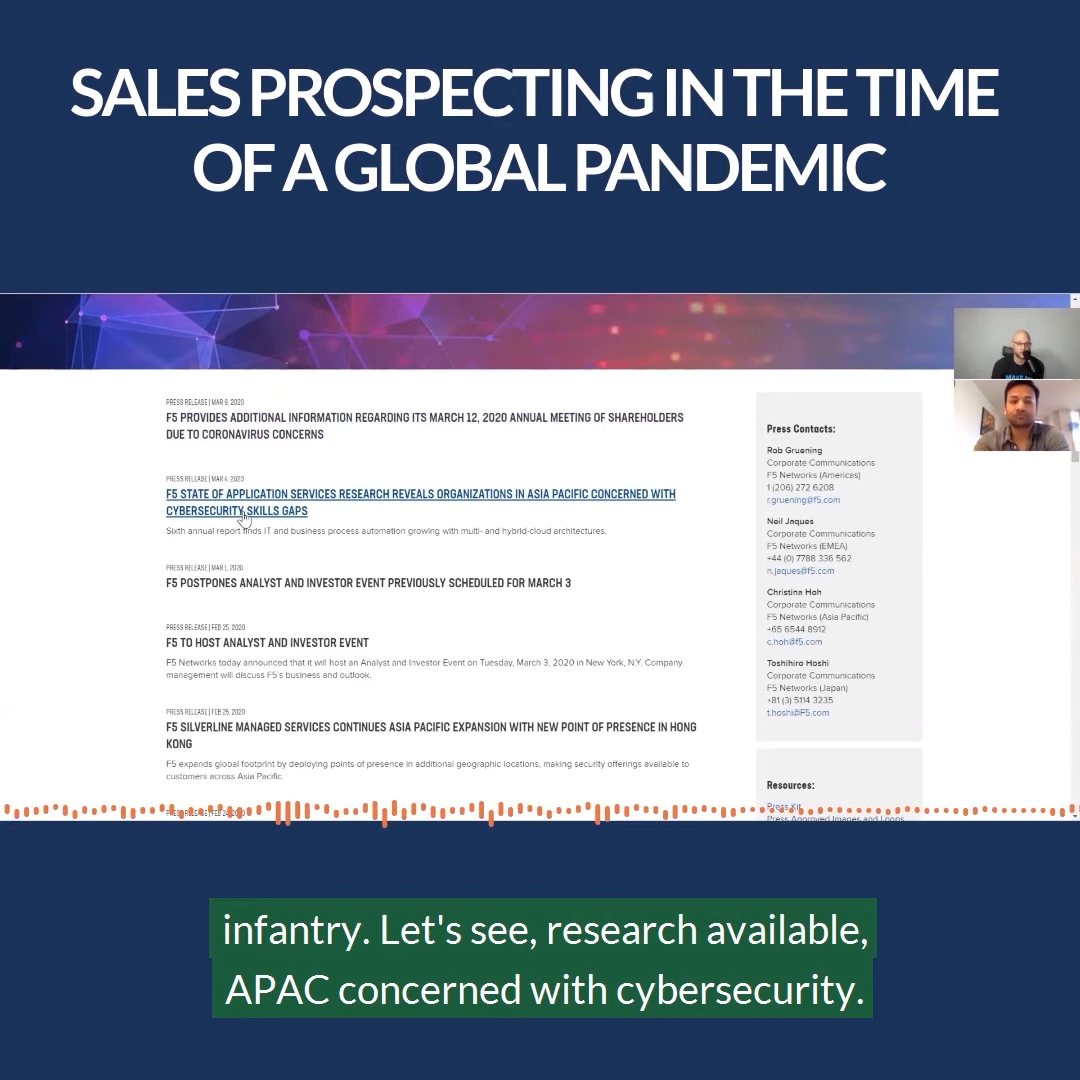 SALES PROSPECTING IN THE TIME
OF A GLOBAL PANDEMIC
PRESS RELEASE | MAR 9, 2020
F5 PROVIDES ADDITIONAL INFORMATION REGARDING ITS MARCH 12, 2020 ANNUAL MEETING OF SHAREHOLDERS
DUE TO CORONAVIRUS CONCERNS
PRESS RELEASE | MAR 4, 2020
F5 STATE OF APPLICATION SERVICES RESEARCH REVEALS ORGANIZATIONS IN ASIA PACIFIC CONCERNED WITH
CYBERSECURITY SKILLS GAPS
Sixth annual report finds IT and business process automation growing with multi- and hybrid-cloud architectures.
PRESS RELEASE | MAR 1, 2020
F5 POSTPONES ANALYST AND INVESTOR EVENT PREVIOUSLY SCHEDULED FOR MARCH 3
PRESS RELEASE | FEB 25, 2020
F5 TO HOST ANALYST AND INVESTOR EVENT
F5 Networks today announced that it will host an Analyst and Investor Event on Tuesday, March 3, 2020 in New York, N.Y. Company
management will discuss F5's business and outlook.
PRESS RELEASE | FEB 25, 2020
F5 SILVERLINE MANAGED SERVICES CONTINUES ASIA PACIFIC EXPANSION WITH NEW POINT OF PRESENCE IN HONG
KONG
F5 expands global footprint by deploying points of presence in additional geographic locations, making security offerings available to
customers across Asia Pacific.
PRESS RELEASE | FEB 2
Press Contacts:
Rob Gruening
Corporate Communications
F5 Networks (Americas)
1 (206) 272 6208
r.gruening@f5.com
Neil Jaques
Corporate Communications
F5 Networks (EMEA)
+44 (0) 7788 336 562
n.jaques@f5.com
Christina Hoh
Corporate Communications
F5 Networks (Asia Pacific)
+65 6544 8912
c.hoh@f5.com
Toshihiro Hoshi
Corporate Communications
F5 Networks (Japan)
+81 (3) 5114 3235
t.hoshi@F5.com
Resources:
Press Kit
Press Approved Images and Logos
MAKE
infantry. Let's see, research available,
APAC concerned with cybersecurity.